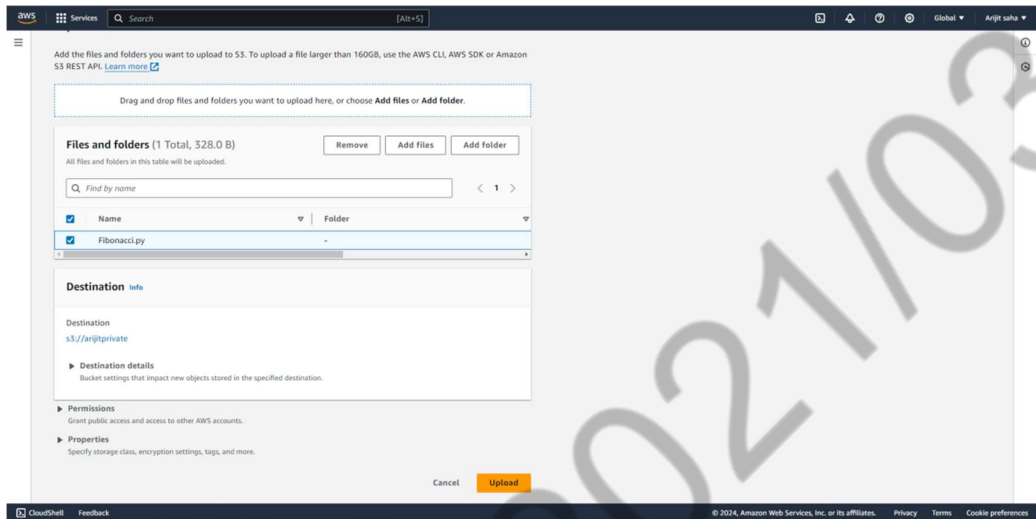 aws Services Search [Alt+S] Global Arijit saha
Add the files and folders you want to upload to S3. To upload a file larger than 160GB, use the AWS CLI, AWS SDK or Amazon
S3 REST API. Learn more
Drag and drop files and folders you want to upload here, or choose Add files or Add folder.
Files and folders (1 Total, 328.0 B) Remove Add files Add folder
All files and folders in this table will be uploaded.
Find by name 1
Name Folder
Fibonacci.py -
Destination Info
Destination
s3://arijitprivate
Destination details
Bucket settings that impact new objects stored in the specified destination.
Permissions
Grant public access and access to other AWS accounts.
Properties
Specify storage class, encryption settings, tags, and more.
Cancel Upload
CloudShell Feedback © 2024, Amazon Web Services, Inc. or its affiliates. Privacy Terms Cookie preferences